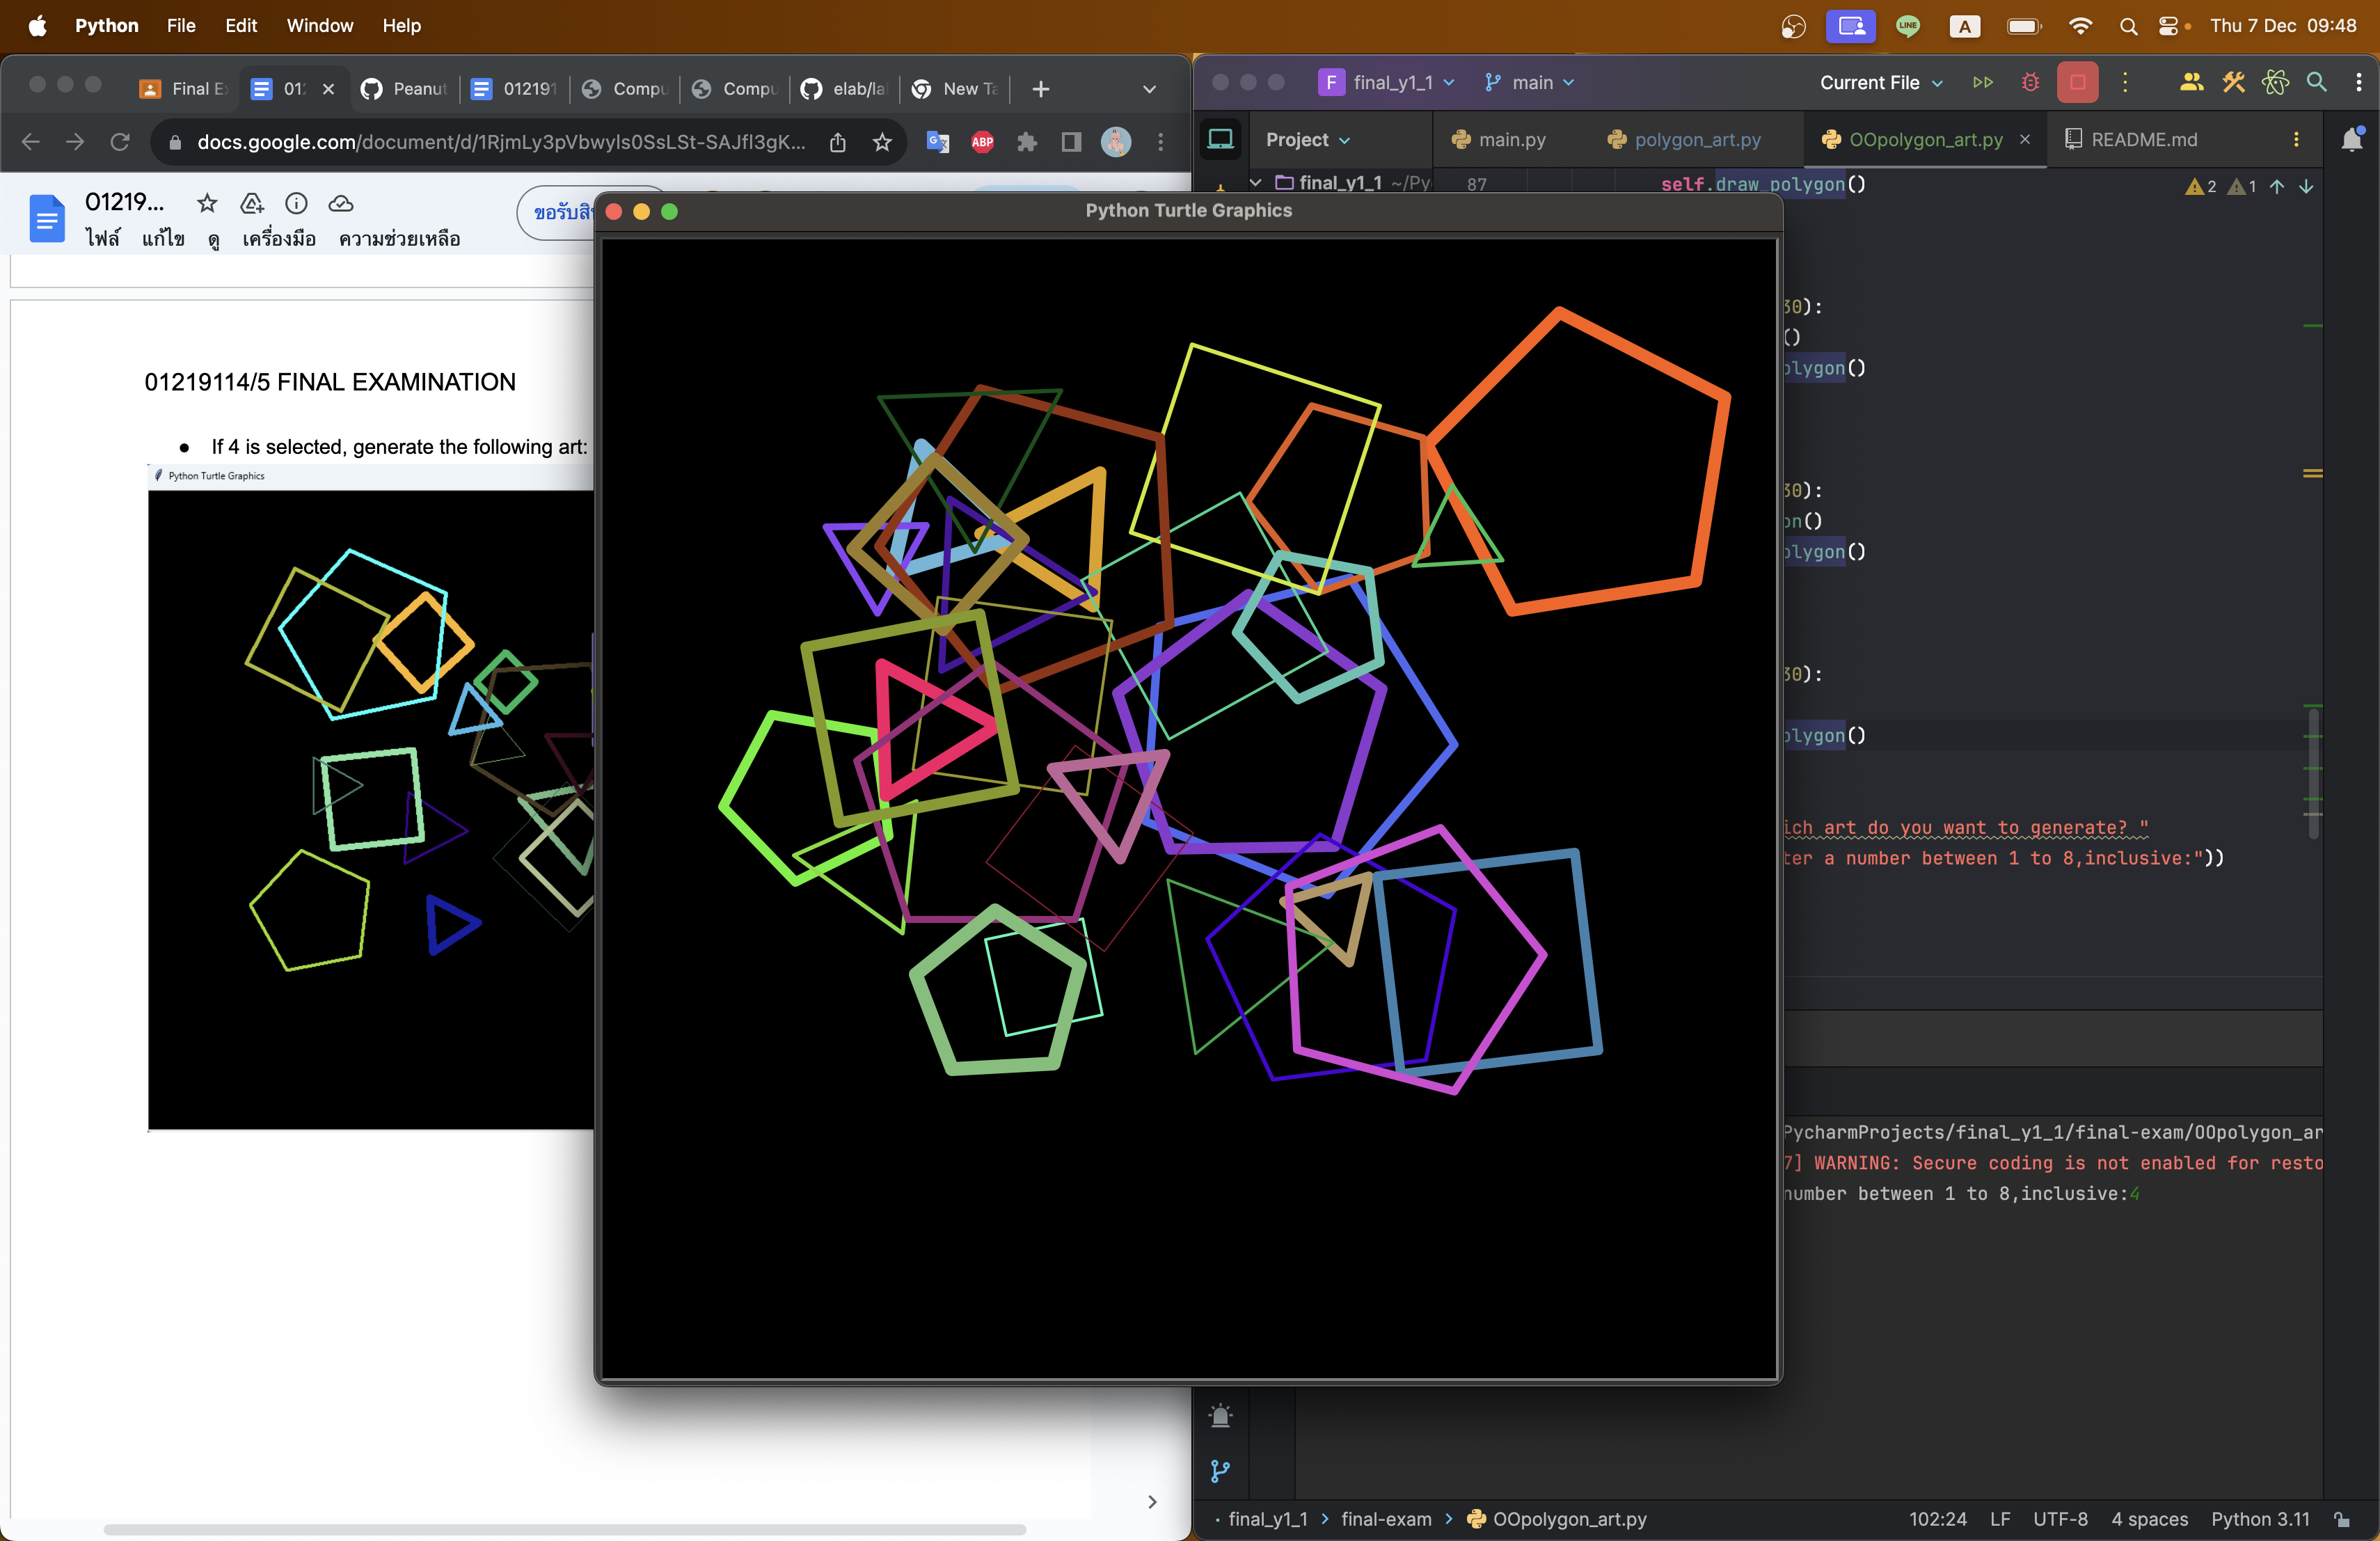 Python File Edit Window Help
LINE
A
Thu 7 Dec 09:48
Final E
01
Peanut
012191
Compu
Compu
elab/la
New Ta
docs.google.com/document/d/1RjmLy3pVbwyls0SsLSt-SAJfl3gK...
ABP
01219...
ไฟล์ แก้ไข ดู เครื่องมือ ความช่วยเหลือ
ขอรับสิ
01219114/5 FINAL EXAMINATION
● If 4 is selected, generate the following art:
Python Turtle Graphics
Python Turtle Graphics
F final_y1_1 main
Current File
Project
main.py
polygon_art.py
OOpolygon_art.py
README.md
final_y1_1 ~/Py
87 self.draw_polygon()
2 1
30):
()
olygon()
30):
on()
olygon()
30):
olygon()
ich art do you want to generate? "
ter a number between 1 to 8,inclusive:"))
PycharmProjects/final_y1_1/final-exam/OOpolygon_ar
7] WARNING: Secure coding is not enabled for resto
number between 1 to 8,inclusive:4
final_y1_1 > final-exam > OOpolygon_art.py
102:24 LF UTF-8 4 spaces Python 3.11